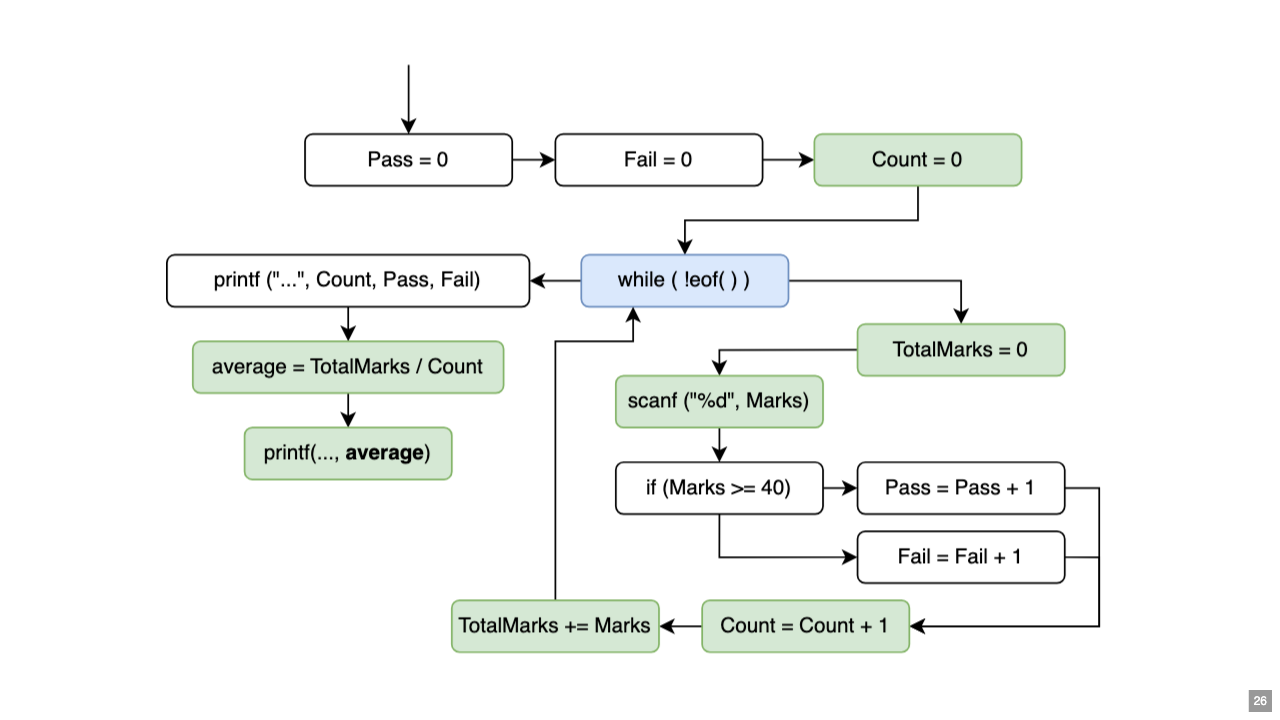 Pass = 0
Fail = 0
Count = 0
printf ("...", Count, Pass, Fail)
while ( !eof( ) )
average = TotalMarks / Count
TotalMarks = 0
scanf ("%d", Marks)
printf(..., average)
if (Marks >= 40)
Pass = Pass + 1
Fail = Fail + 1
TotalMarks += Marks
Count = Count + 1
26